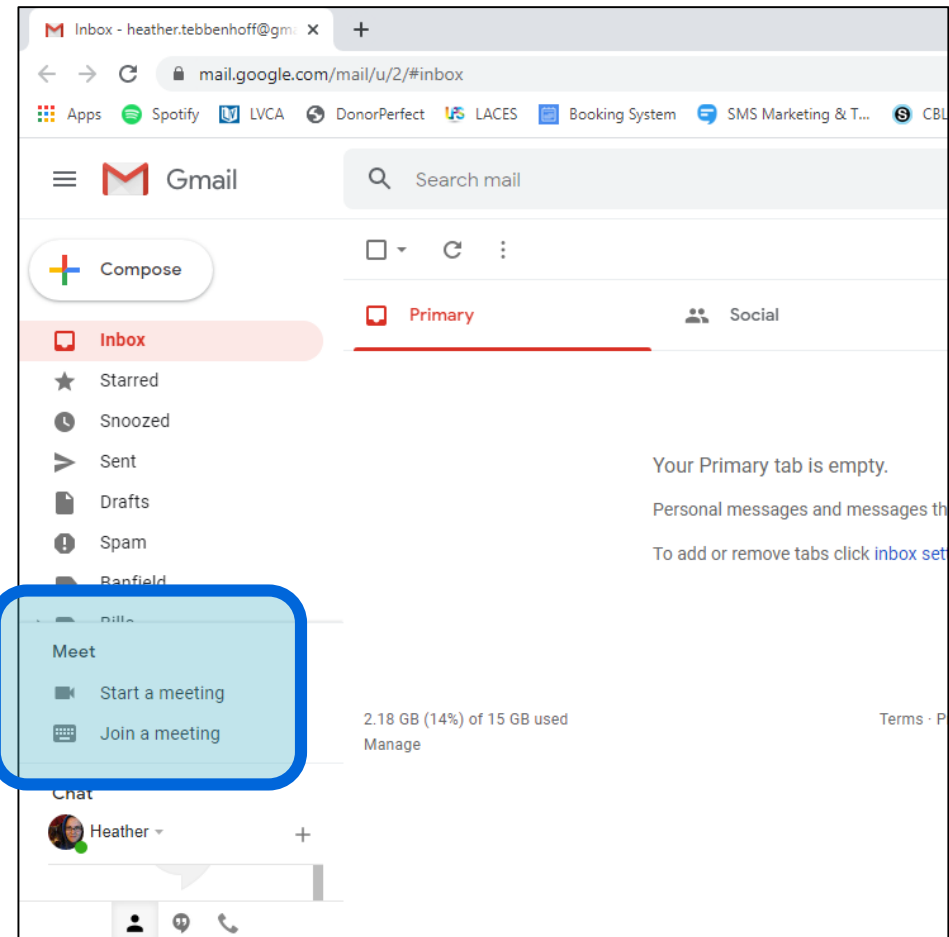 Inbox - heather.tebbenhoff@gma
mail.google.com/mail/u/2/#inbox
Apps Spotify LVCA DonorPerfect LACES Booking System SMS Marketing & T... CBL
Gmail Search mail
Compose
Primary Social
Inbox
Starred
Snoozed
Sent
Your Primary tab is empty.
Drafts
Personal messages and messages th
Spam
To add or remove tabs click inbox set
Banfield
Bills
Meet
Start a meeting
2.18 GB (14%) of 15 GB used Terms · P
Join a meeting
Manage
Chat
Heather